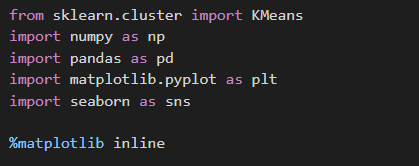 from sklearn.cluster import KMeans
import numpy as np
import pandas as pd
import matplotlib.pyplot as plt
import seaborn as sns
%matplotlib inline